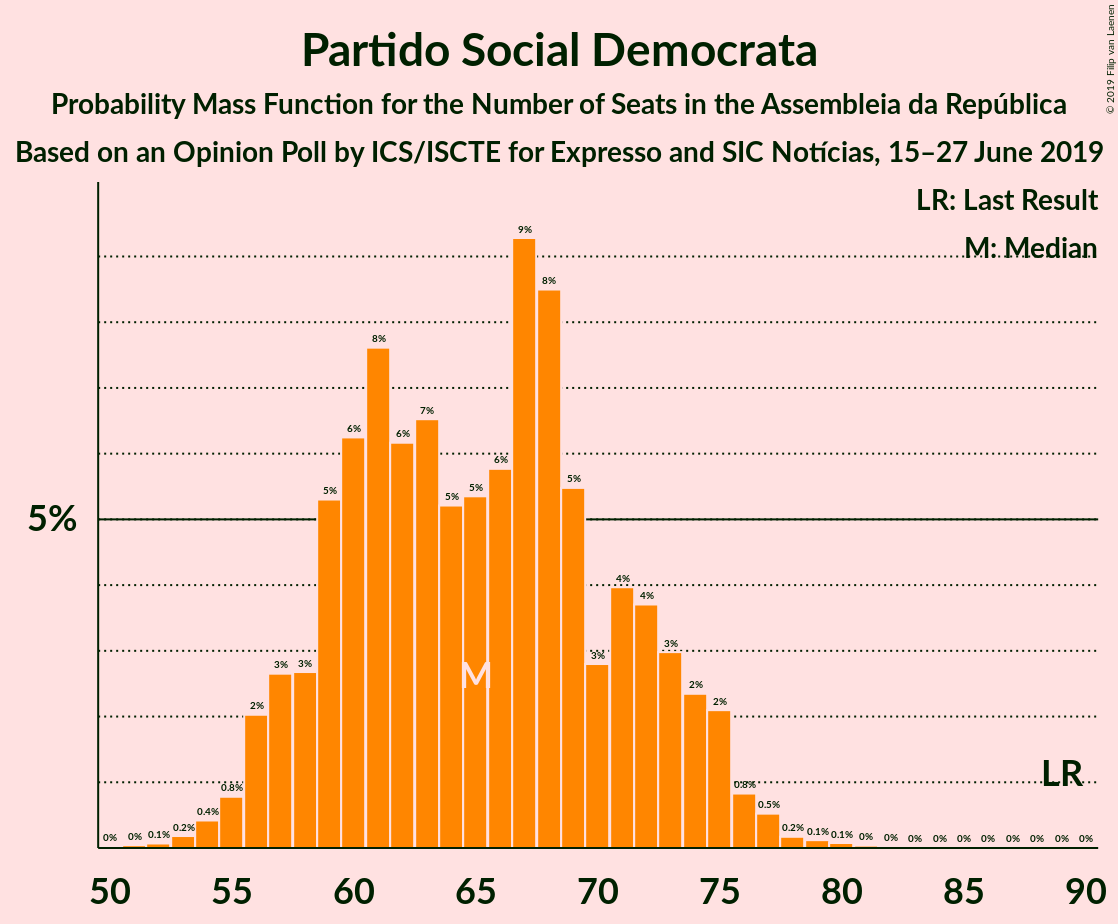 Partido Social Democrata
Probability Mass Function for the Number of Seats in the Assembleia da República
Based on an Opinion Poll by ICS/ISCTE for Expresso and SIC Notícias, 15–27 June 2019
© 2019 Filip van Laenen
LR: Last Result
M: Median
5%
0% 0% 0.1% 0.2% 0.4% 0.8% 2% 3% 3% 5% 6% 8% 6% 7% 5% 5% 6% 9% 8% 5% 3% 4% 4% 3% 2% 2% 0.8% 0.5% 0.2% 0.1% 0.1% 0% 0% 0% 0% 0% 0% 0% 0% 0% 0%
M
LR
50 55 60 65 70 75 80 85 90